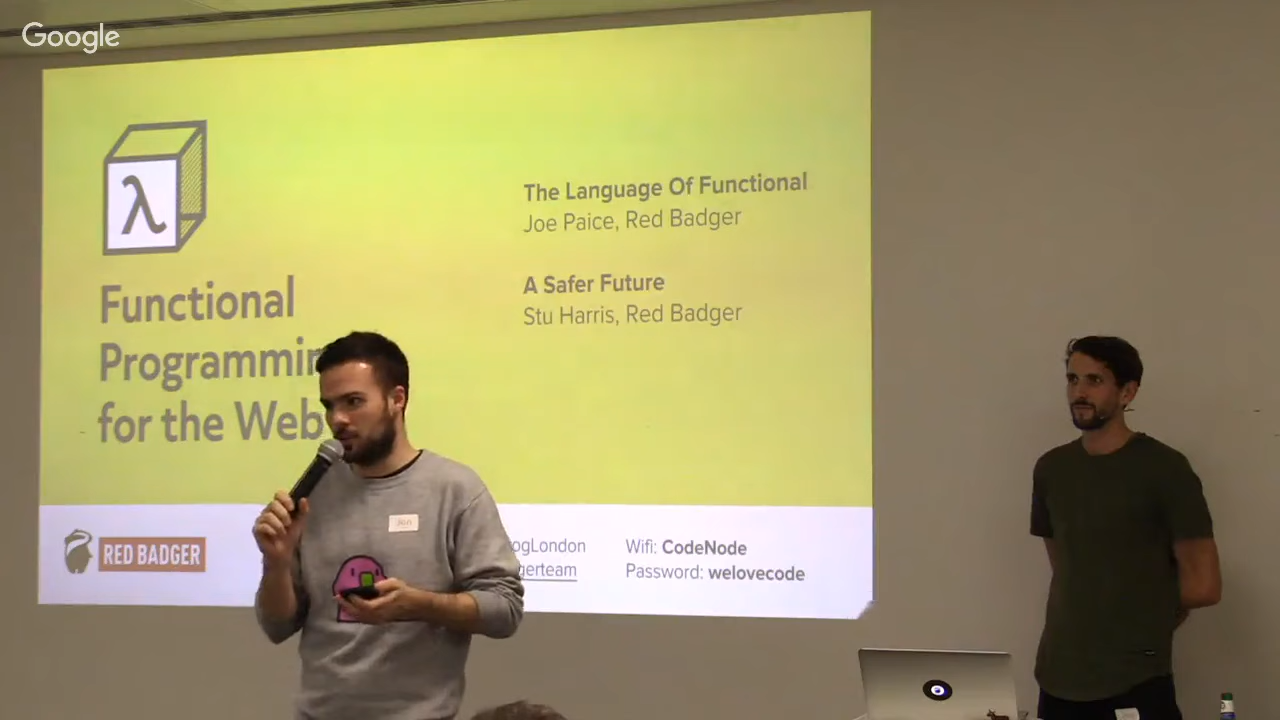 Google
λ
Functional
Programmin
for the Web
The Language Of Functional
Joe Paice, Red Badger
A Safer Future
Stu Harris, Red Badger
RED BADGER
ogLondon
gerteam
Wifi: CodeNode
Password: welovecode